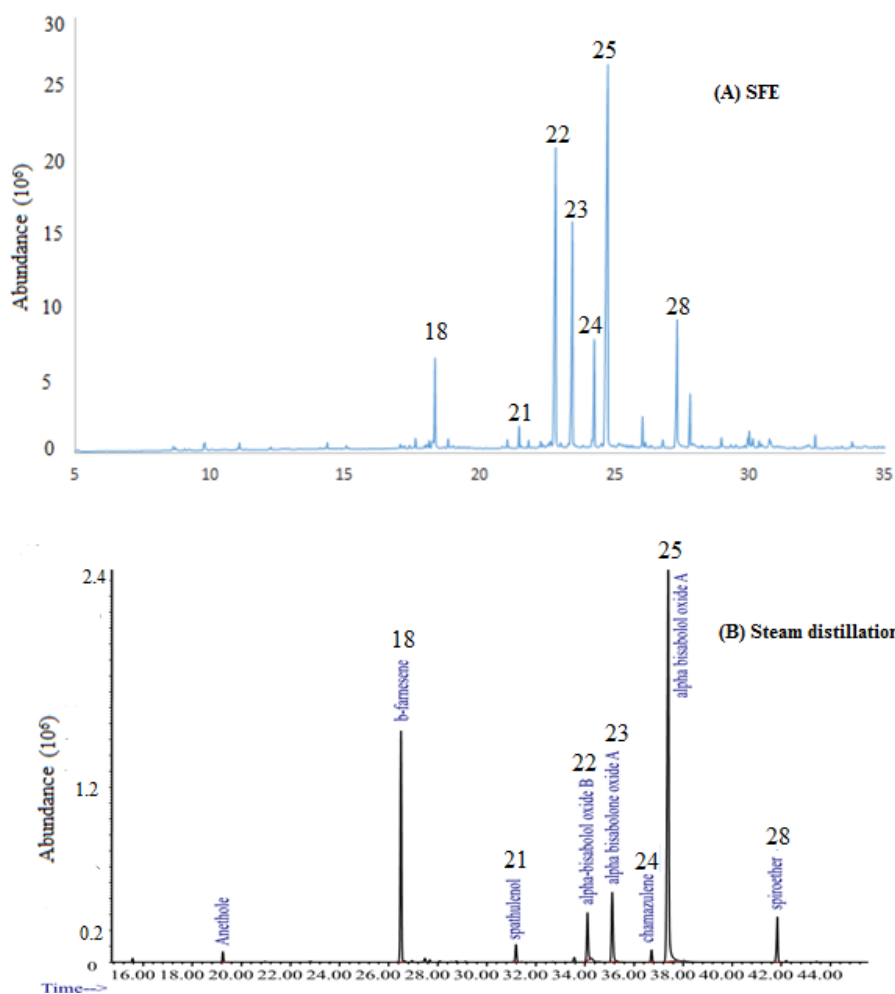 30
25
25
(A) SFE
22
20
23
15
Abundance (10⁶)
10
28
24
18
5
21
0
5
10
15
20
25
30
35
25
2.4
(B) Steam distillation
18
alpha bisabolol oxide A
b-farnesene
23
22
1.2
Abundance (10⁶)
alpha-bisabolol oxide B
alpha bisabolone oxide A
28
21
24
spiroether
spathulenol
chamazulene
Anethole
0.2
0
16.00 18.00 20.00 22.00 24.00 26.00 28.00 30.00 32.00 34.00 36.00 38.00 40.00 42.00 44.00
Time-->